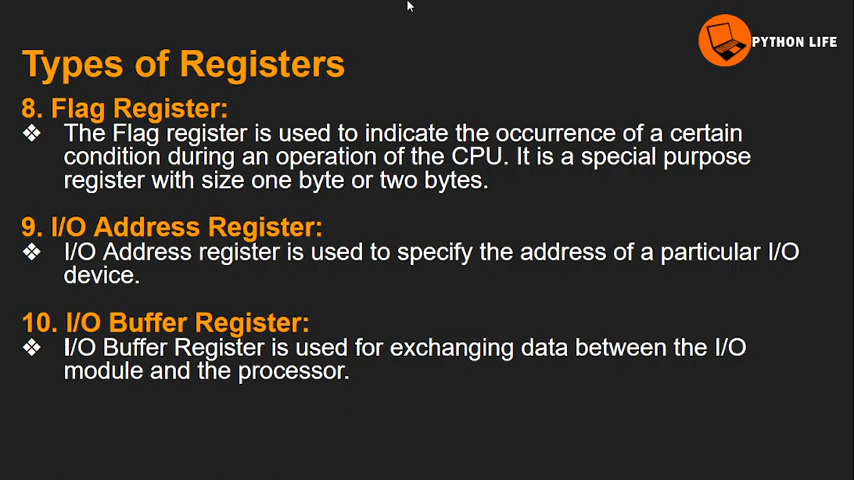 PYTHON LIFE
Types of Registers
8. Flag Register:
❖ The Flag register is used to indicate the occurrence of a certain
condition during an operation of the CPU. It is a special purpose
register with size one byte or two bytes.
9. I/O Address Register:
❖ I/O Address register is used to specify the address of a particular I/O
device.
10. I/O Buffer Register:
❖ I/O Buffer Register is used for exchanging data between the I/O
module and the processor.